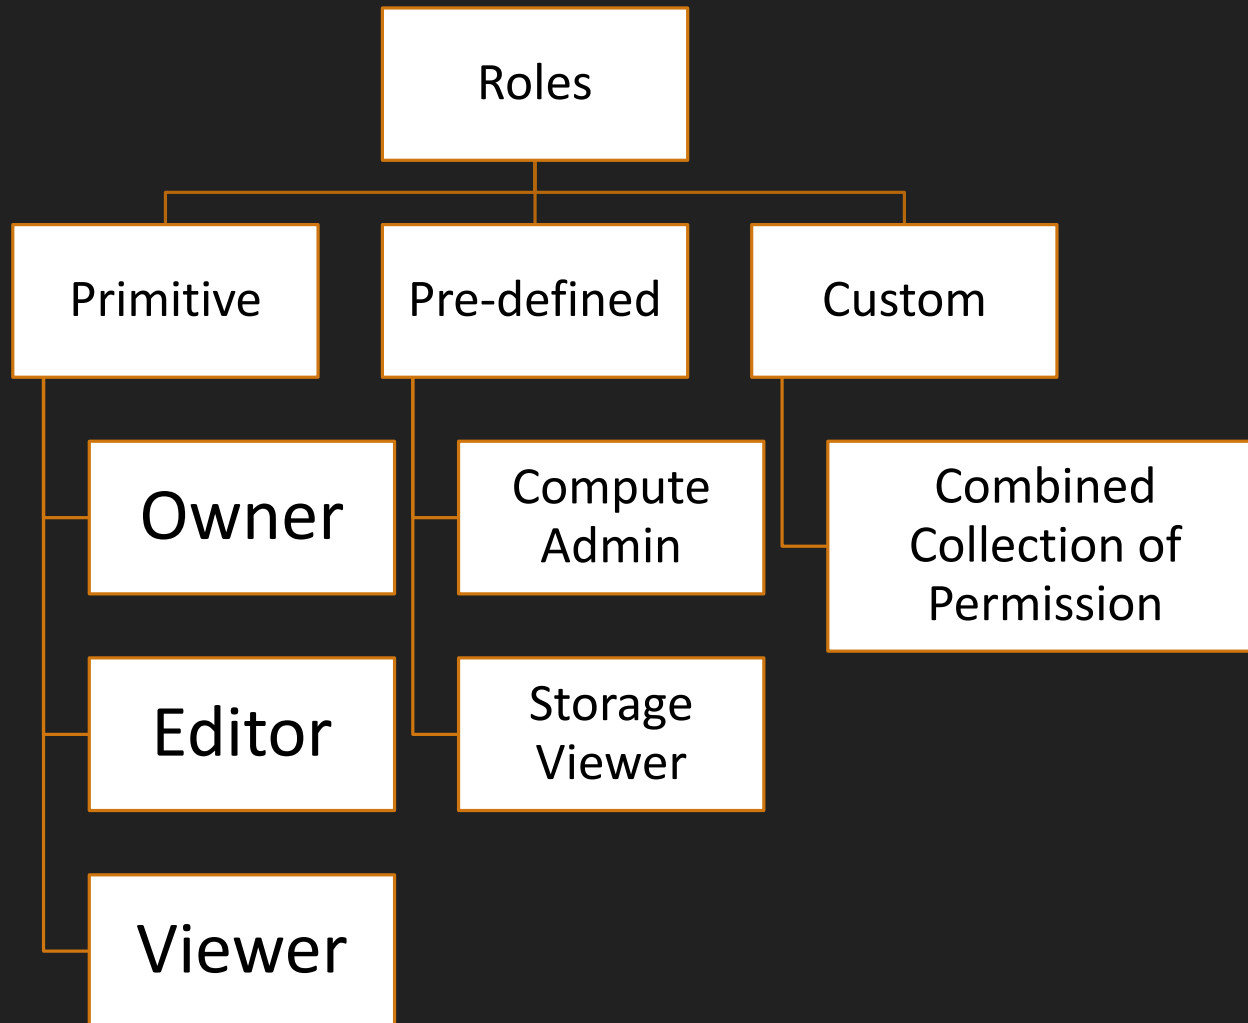 Roles
Primitive
Pre-defined
Custom
Owner
Compute
Admin
Combined
Collection of
Permission
Editor
Storage
Viewer
Viewer